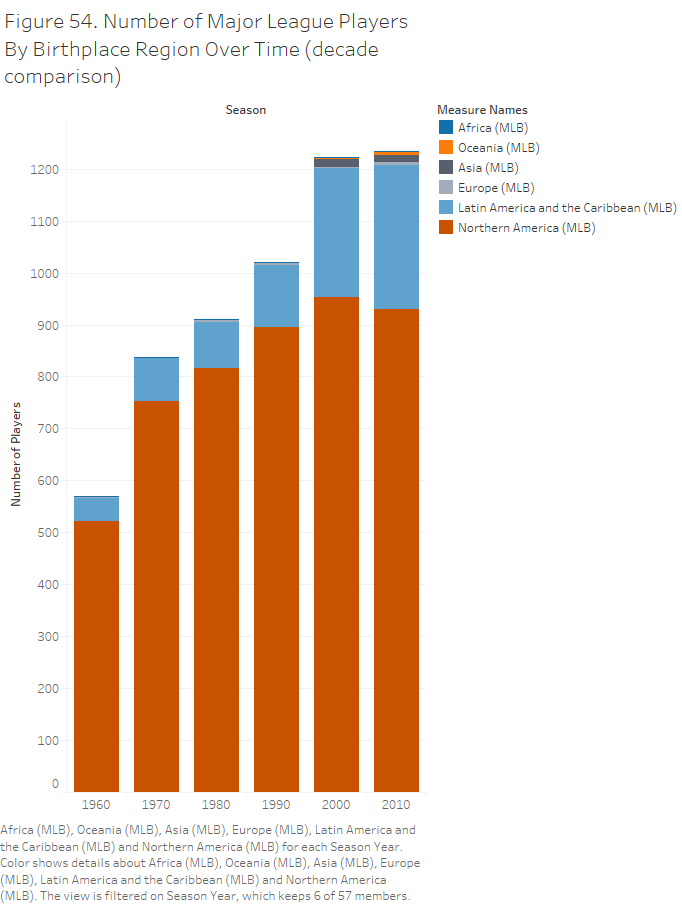 Figure 54. Number of Major League Players
By Birthplace Region Over Time (decade
comparison)
Season
Measure Names
Africa (MLB)
Oceania (MLB)
Asia (MLB)
Europe (MLB)
Latin America and the Caribbean (MLB)
Northern America (MLB)
Number of Players
1200
1100
1000
900
800
700
600
500
400
300
200
100
0
1960 1970 1980 1990 2000 2010
Africa (MLB), Oceania (MLB), Asia (MLB), Europe (MLB), Latin America and
the Caribbean (MLB) and Northern America (MLB) for each Season Year.
Color shows details about Africa (MLB), Oceania (MLB), Asia (MLB), Europe
(MLB), Latin America and the Caribbean (MLB) and Northern America
(MLB). The view is filtered on Season Year, which keeps 6 of 57 members.